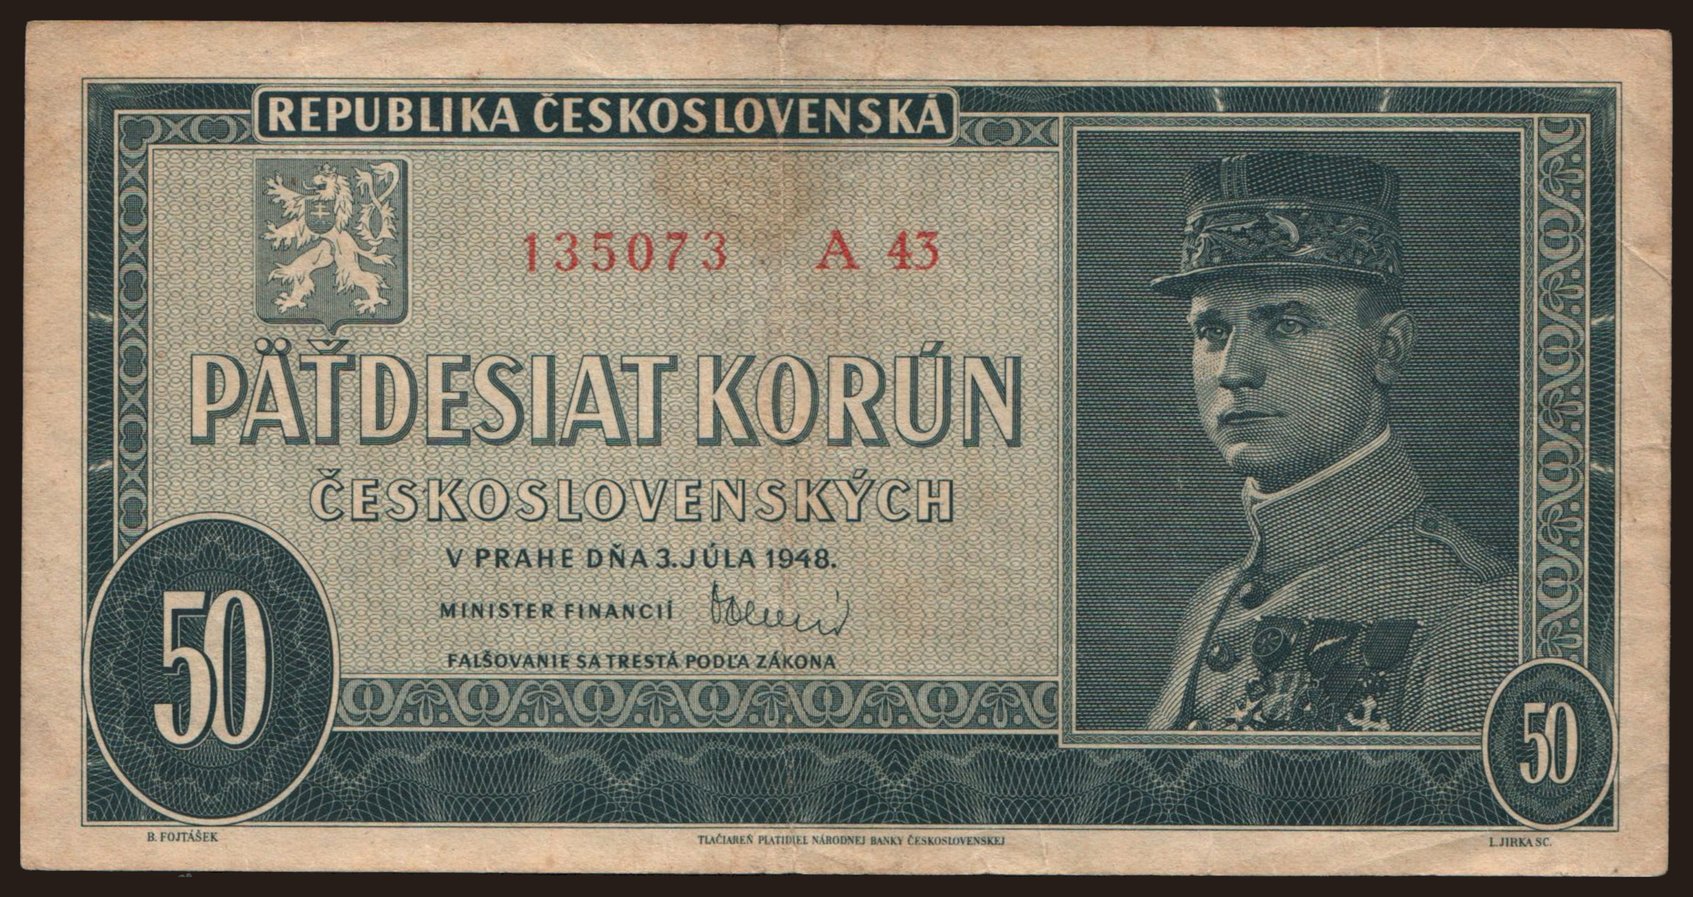 REPUBLIKA ČESKOSLOVENSKÁ
135073 A 43
PÄŤDESIAT KORÚN
ČESKOSLOVENSKÝCH
V PRAHE DŇA 3. JÚLA 1948.
MINISTER FINANCIÍ
FALŠOVANIE SA TRESTÁ PODĽA ZÁKONA
50
50
B. FOJTÁŠEK
TLAČIAREŇ PLATIDIEL NÁRODNEJ BANKY ČESKOSLOVENSKEJ
L. JIRKA SC.